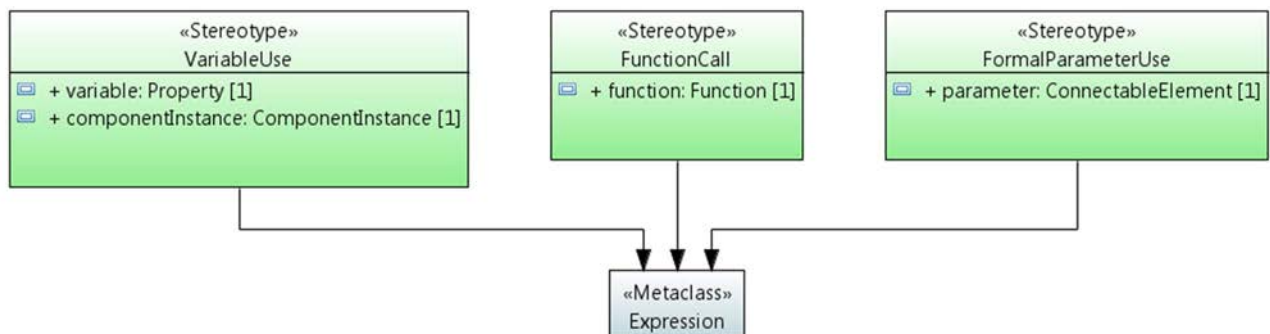 «Stereotype»
VariableUse
+ variable: Property [1]
+ componentInstance: ComponentInstance [1]
«Stereotype»
FunctionCall
+ function: Function [1]
«Stereotype»
FormalParameterUse
+ parameter: ConnectableElement [1]
«Metaclass»
Expression